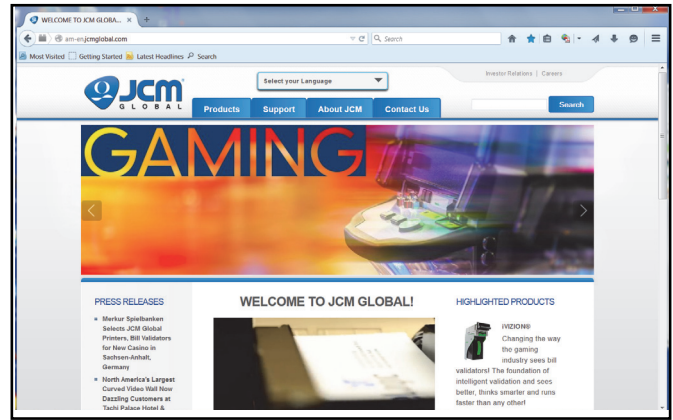 WELCOME TO JCM GLOBA...
am-en.jcmglobal.com
Search
Most Visited Getting Started Latest Headlines Search
Select your Language
Investor Relations | Careers
JCM
GLOBAL
Products Support About JCM Contact Us
Search
GAMING
PRESS RELEASES
Merkur Spielbanken
Selects JCM Global
Printers, Bill Validators
for New Casino in
Sachsen-Anhalt,
Germany
North America's Largest
Curved Video Wall Now
Dazzling Customers at
Tachi Palace Hotel &
WELCOME TO JCM GLOBAL!
HIGHLIGHTED PRODUCTS
iVIZION®
Changing the way
the gaming
industry sees bill
validators! The foundation of
intelligent validation and sees
better, thinks smarter and runs
faster than any other!